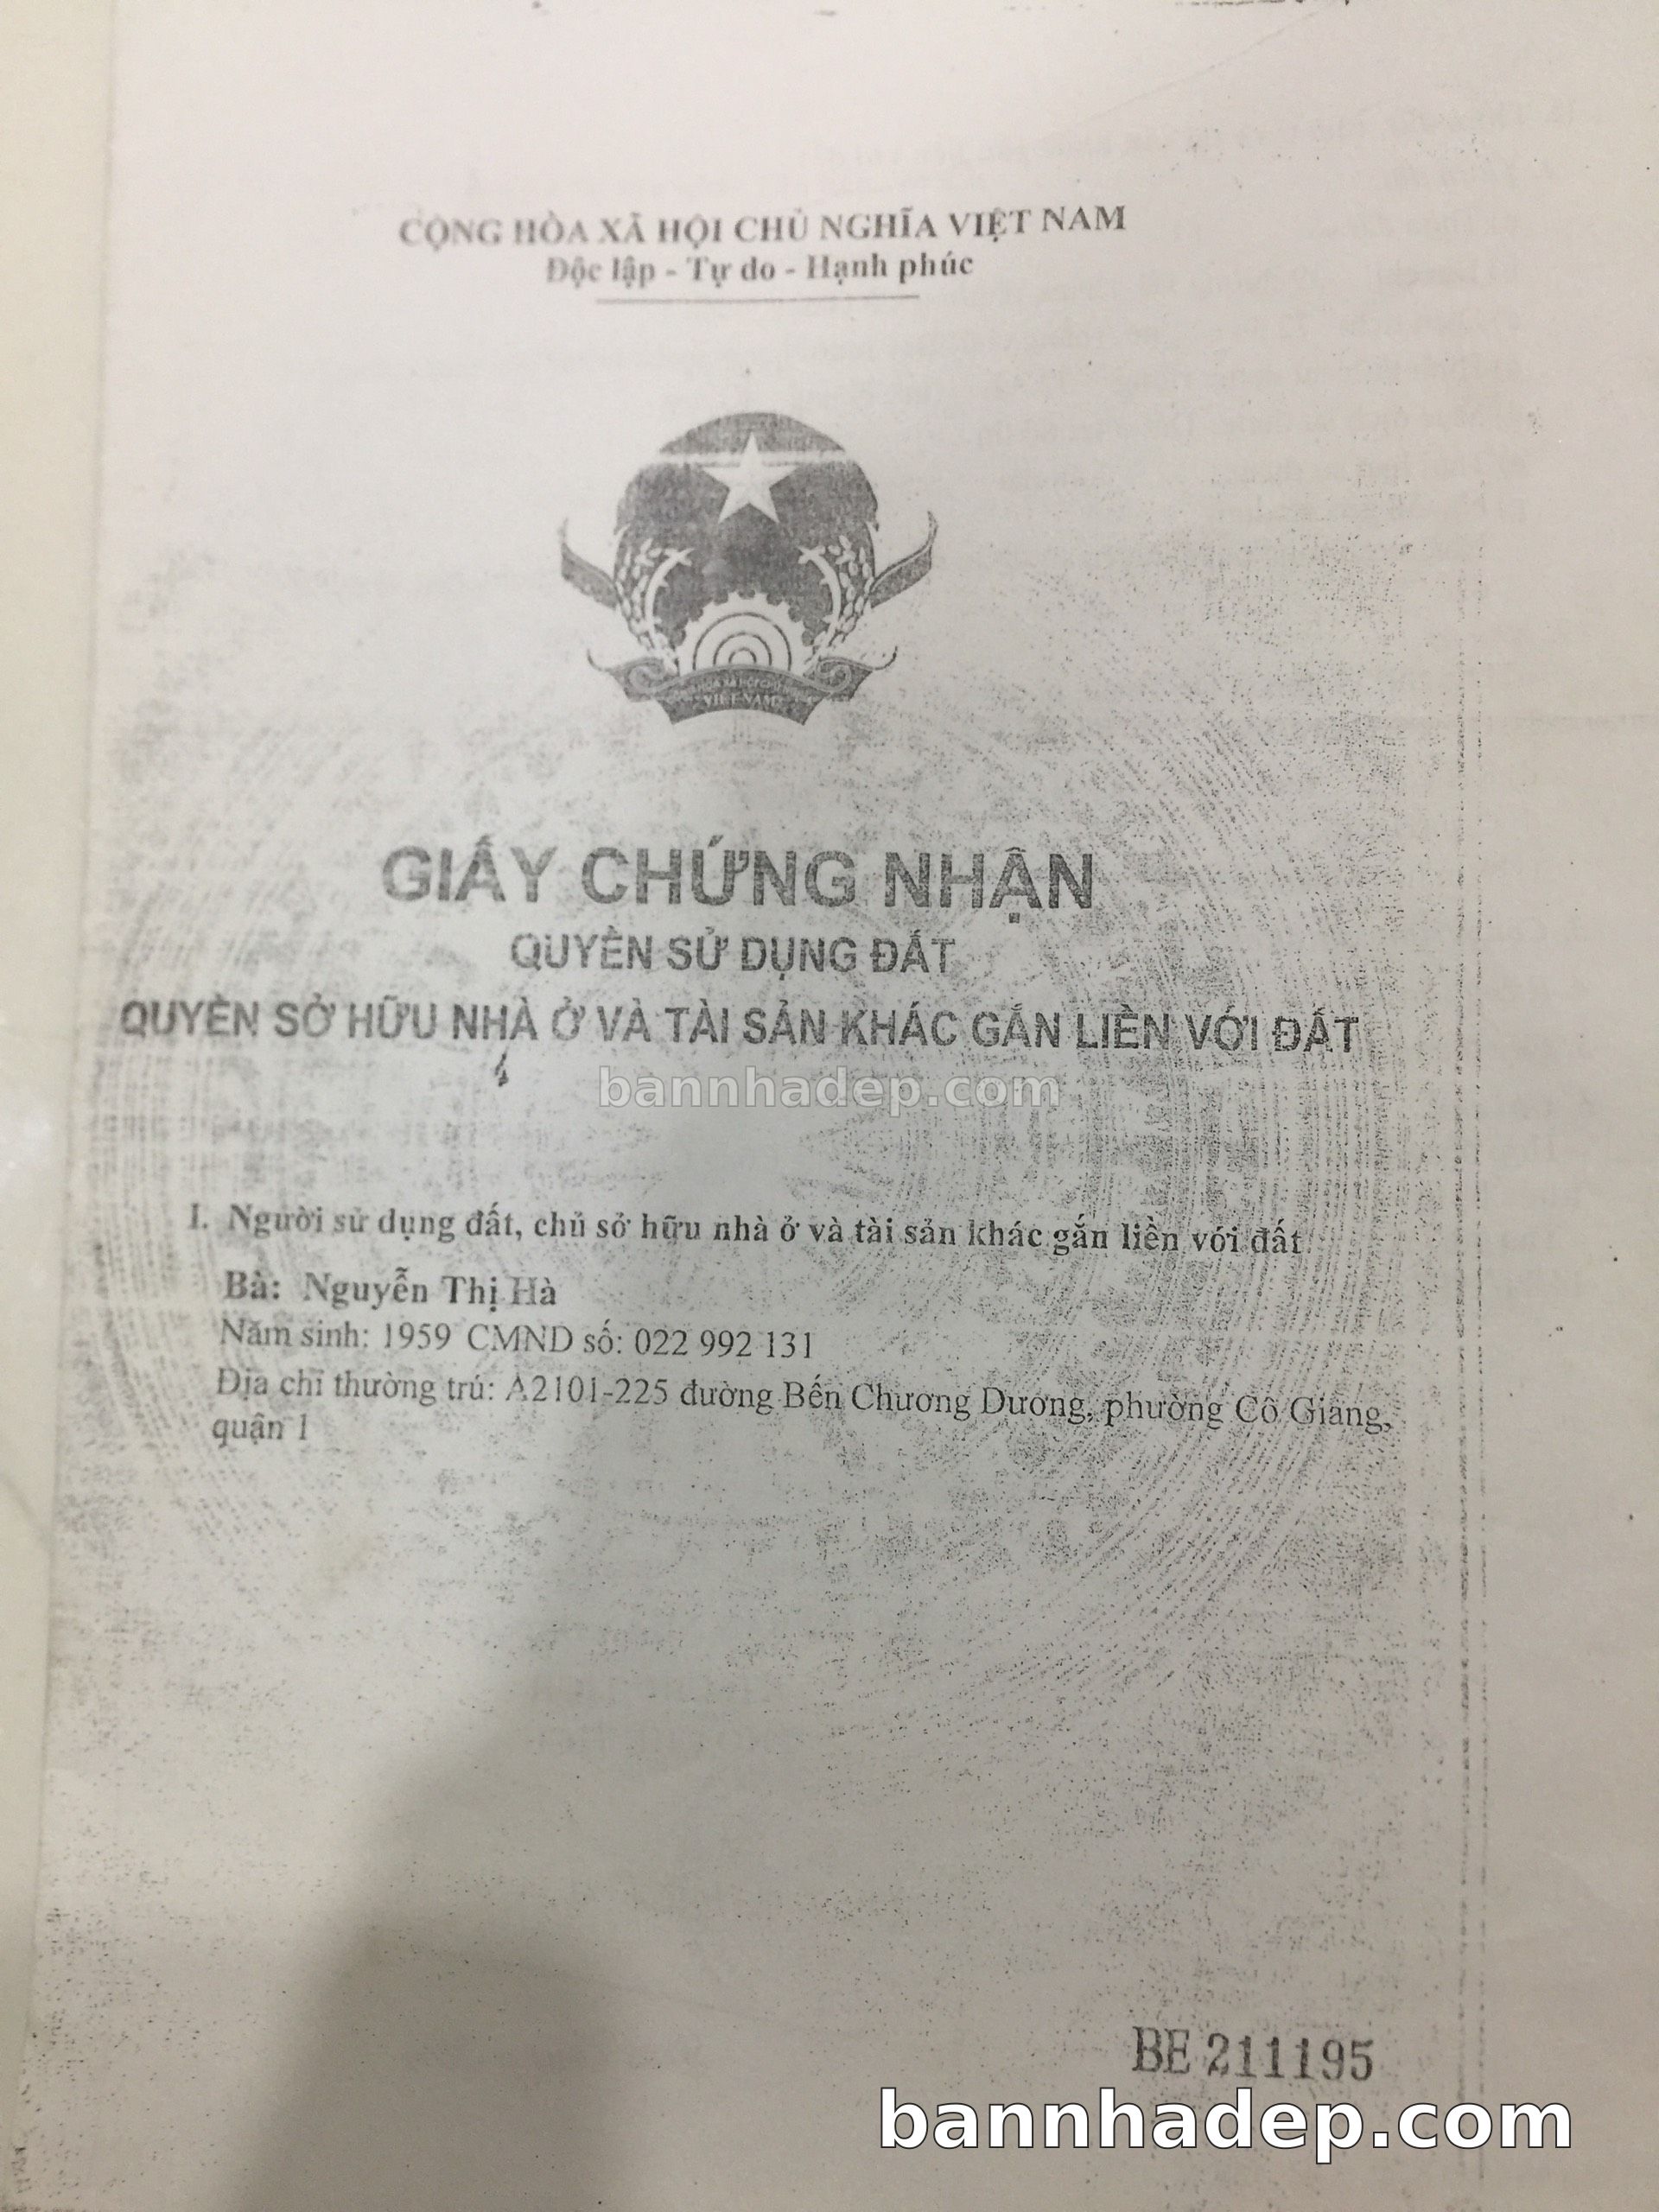 CỘNG HÒA XÃ HỘI CHỦ NGHĨA VIỆT NAM
Độc lập - Tự do - Hạnh phúc
VIỆT NAM
GIẤY CHỨNG NHẬN
QUYỀN SỬ DỤNG ĐẤT
QUYỀN SỞ HỮU NHÀ Ở VÀ TÀI SẢN KHÁC GẮN LIỀN VỚI ĐẤT
bannhadep.com
I. Người sử dụng đất, chủ sở hữu nhà ở và tài sản khác gắn liền với đất
Bà: Nguyễn Thị Hà
Năm sinh: 1959 CMND số: 022 992 131
Địa chỉ thường trú: A2101-225 đường Bến Chương Dương, phường Cô Giang,
quận 1
BE 211195
bannhadep.com